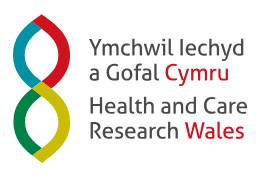 Ymchwil Iechyd
a Gofal Cymru
Health and Care
Research Wales